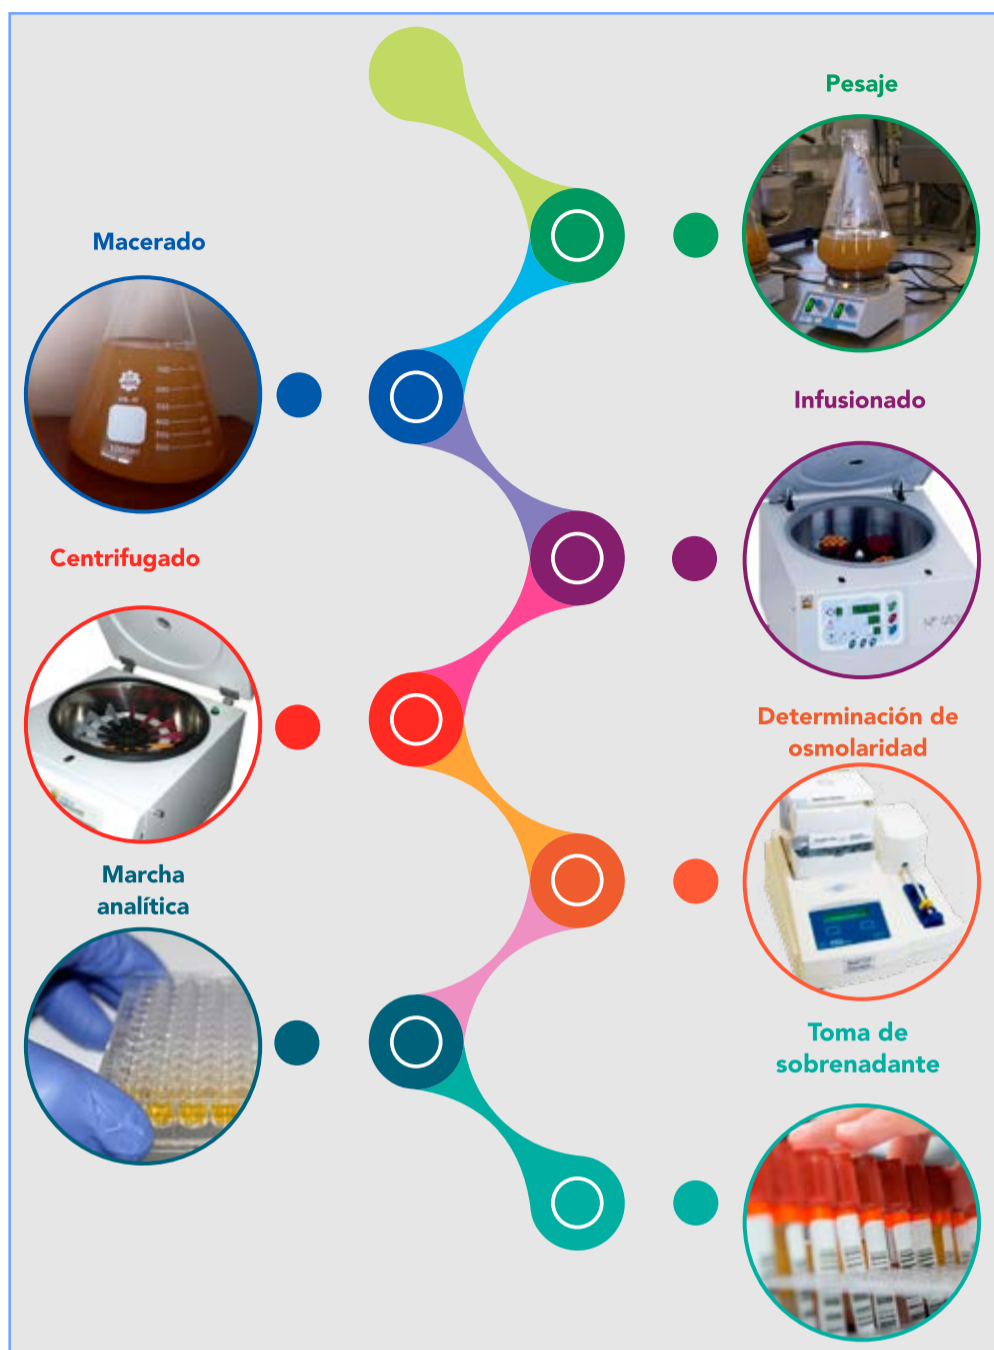 Pesaje
Macerado
Infusionado
Centrifugado
Determinación de
osmolaridad
Marcha
analítica
Toma de
sobrenadante